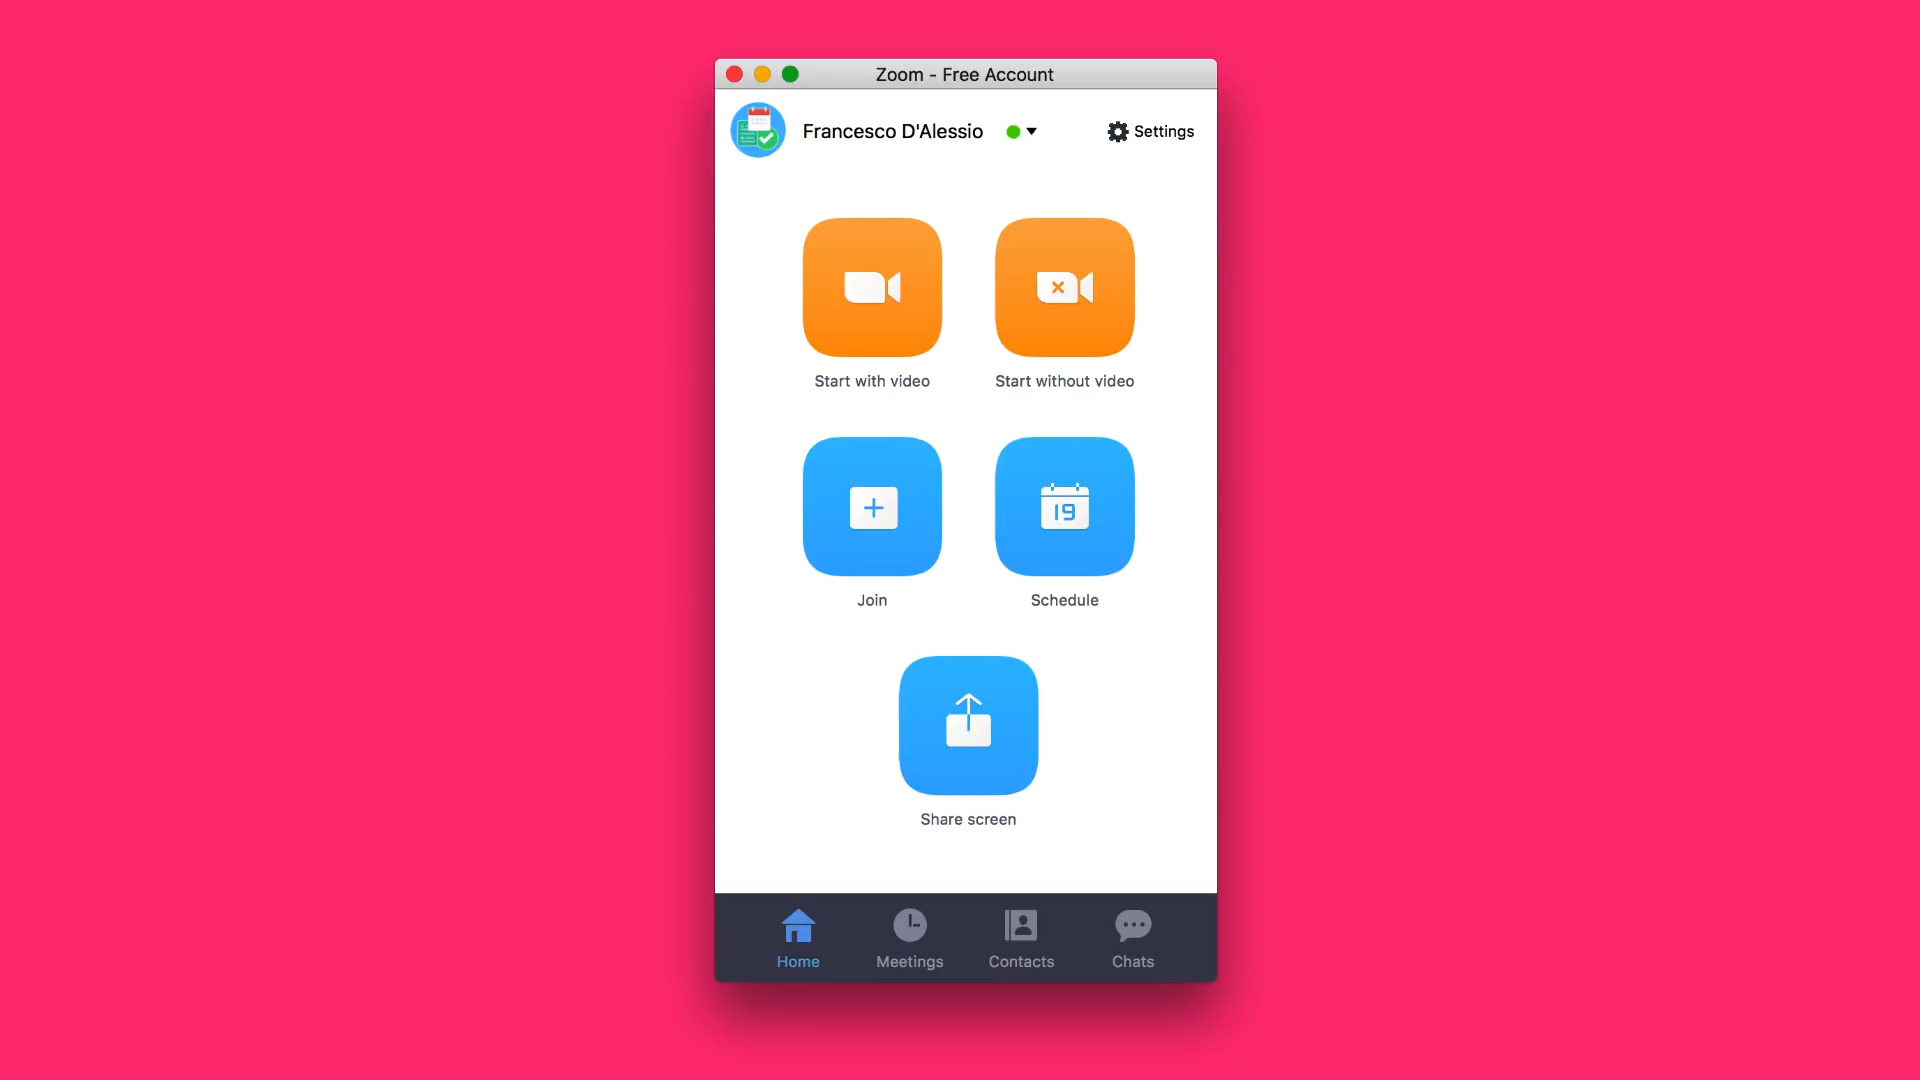 Zoom - Free Account
Francesco D'Alessio
Settings
Start with video
Start without video
Join
19
Schedule
Share screen
Home
Meetings
Contacts
Chats